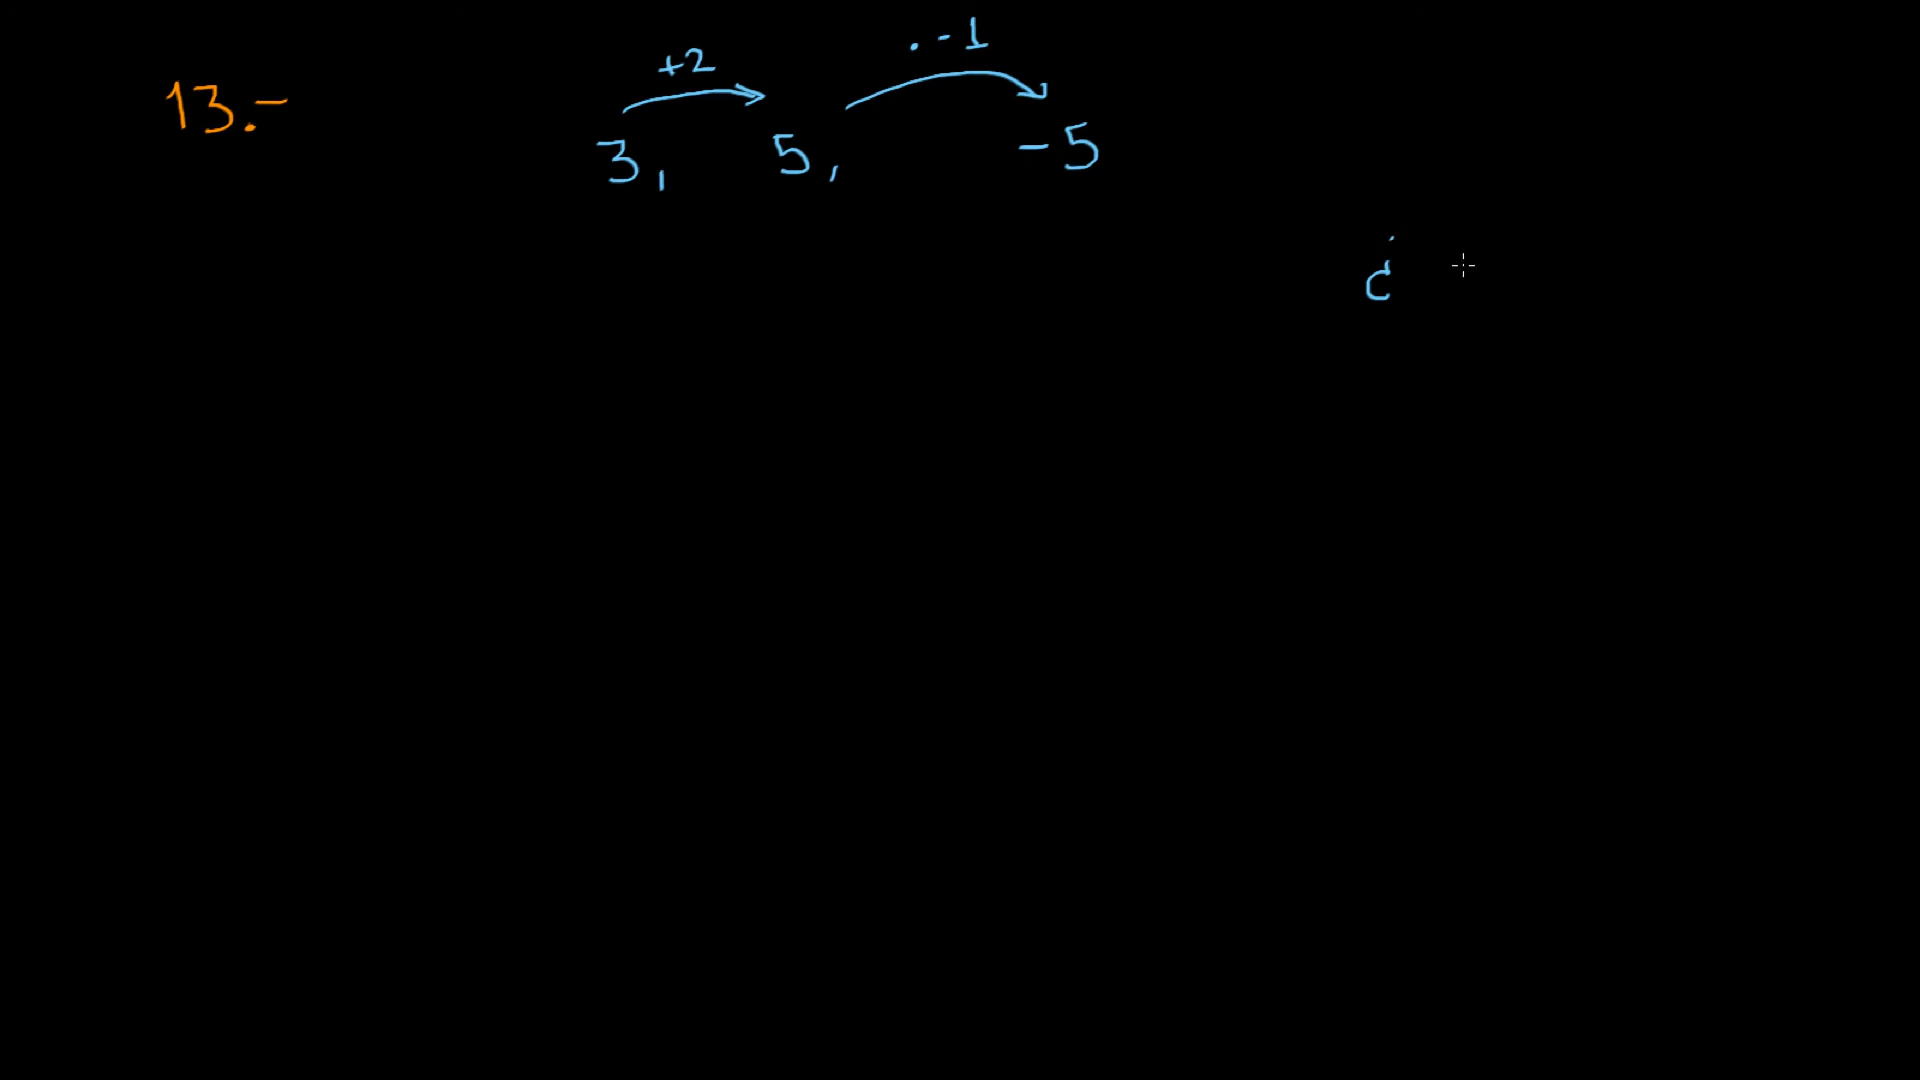 +2 . -1
13.- 3, 5, -5
¿